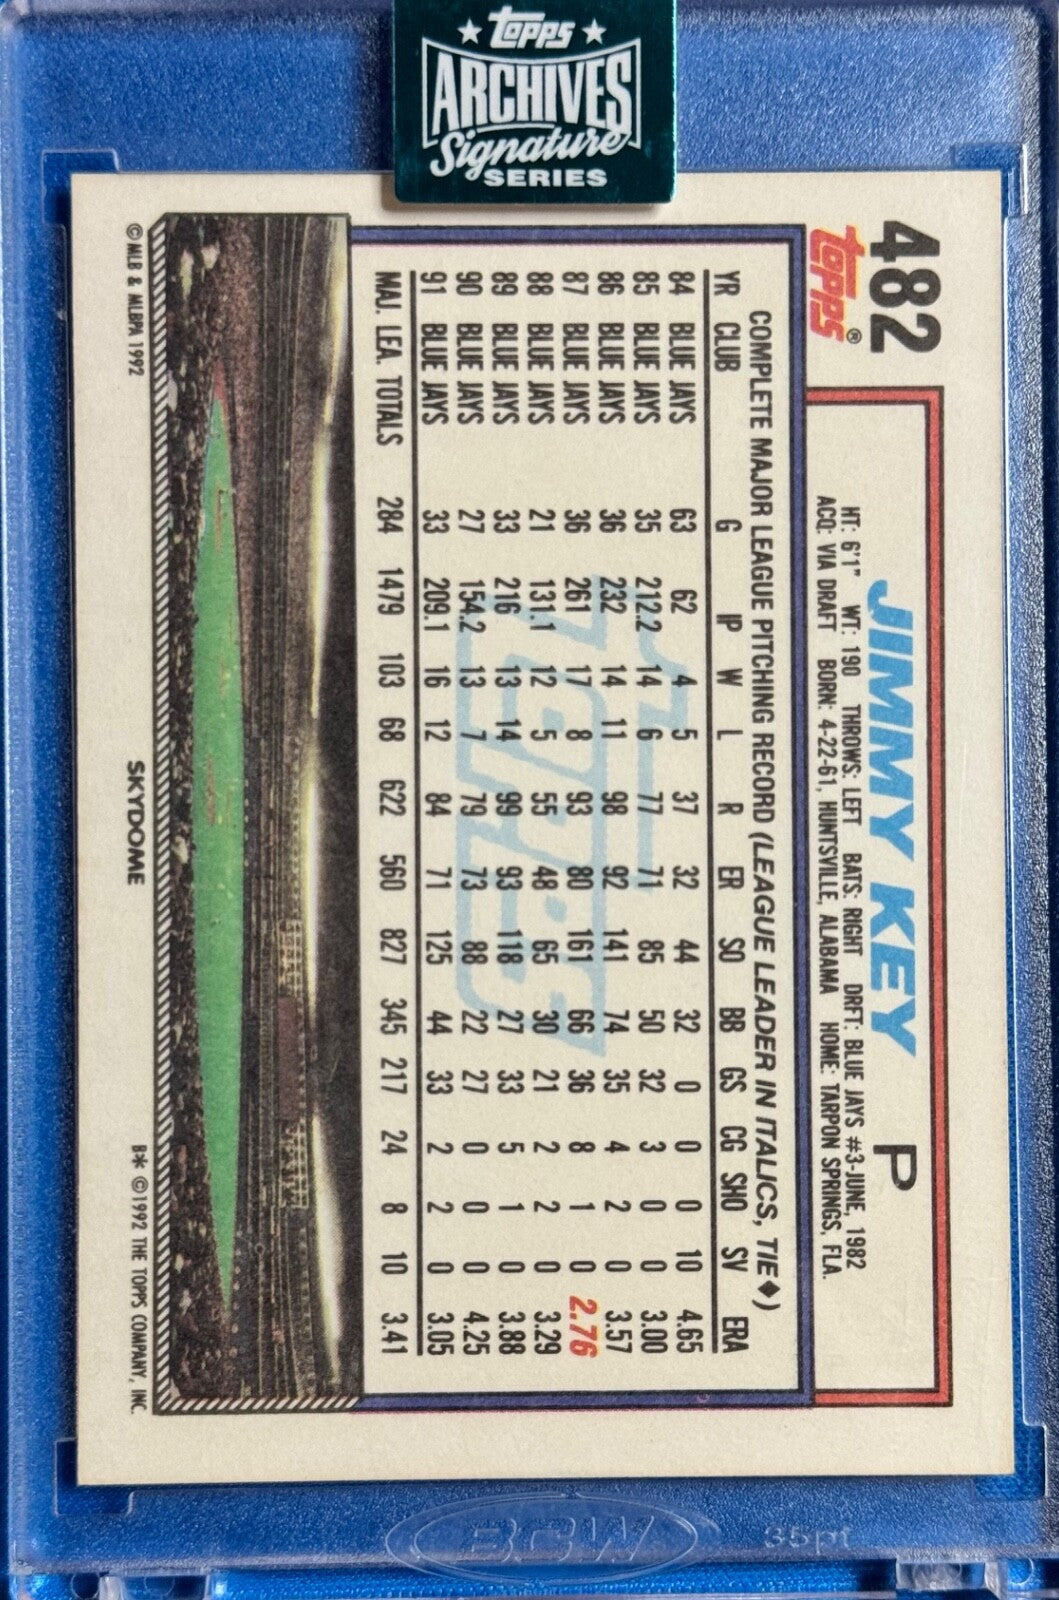 topps
ARCHIVES
Signature
SERIES
482
topps®
JIMMY KEY P
HT: 6'1" WT: 190 THROWS: LEFT BATS: RIGHT DRFT: BLUE JAYS #3-JUNE, 1982
ACQ: VIA DRAFT BORN: 4-22-61, HUNTSVILLE, ALABAMA HOME: TARPON SPRINGS, FLA.
COMPLETE MAJOR LEAGUE PITCHING RECORD (LEAGUE LEADER IN ITALICS, TIE◆)
YR CLUB G IP W L R ER SO BB GS CG SHO SV ERA
84 BLUE JAYS 63 62 4 5 37 32 44 32 0 0 0 10 4.65
85 BLUE JAYS 35 212.2 14 6 77 71 85 50 32 3 0 0 3.00
86 BLUE JAYS 36 232 14 11 98 92 141 74 35 4 2 0 3.57
87 BLUE JAYS 36 261 17 8 93 80 161 66 36 8 1 0 2.76
88 BLUE JAYS 21 131.1 12 5 55 48 65 30 21 2 2 0 3.29
89 BLUE JAYS 33 216 13 14 99 93 118 27 33 5 1 0 3.88
90 BLUE JAYS 27 154.2 13 7 79 73 88 22 27 0 0 0 4.25
91 BLUE JAYS 33 209.1 16 12 84 71 125 44 33 2 2 0 3.05
MAJ. LEA. TOTALS 284 1479 103 68 622 560 827 345 217 24 8 10 3.41
© MLB & MLBPA 1992 SKYDOME B* © 1992 THE TOPPS COMPANY, INC.
BCW 35pt